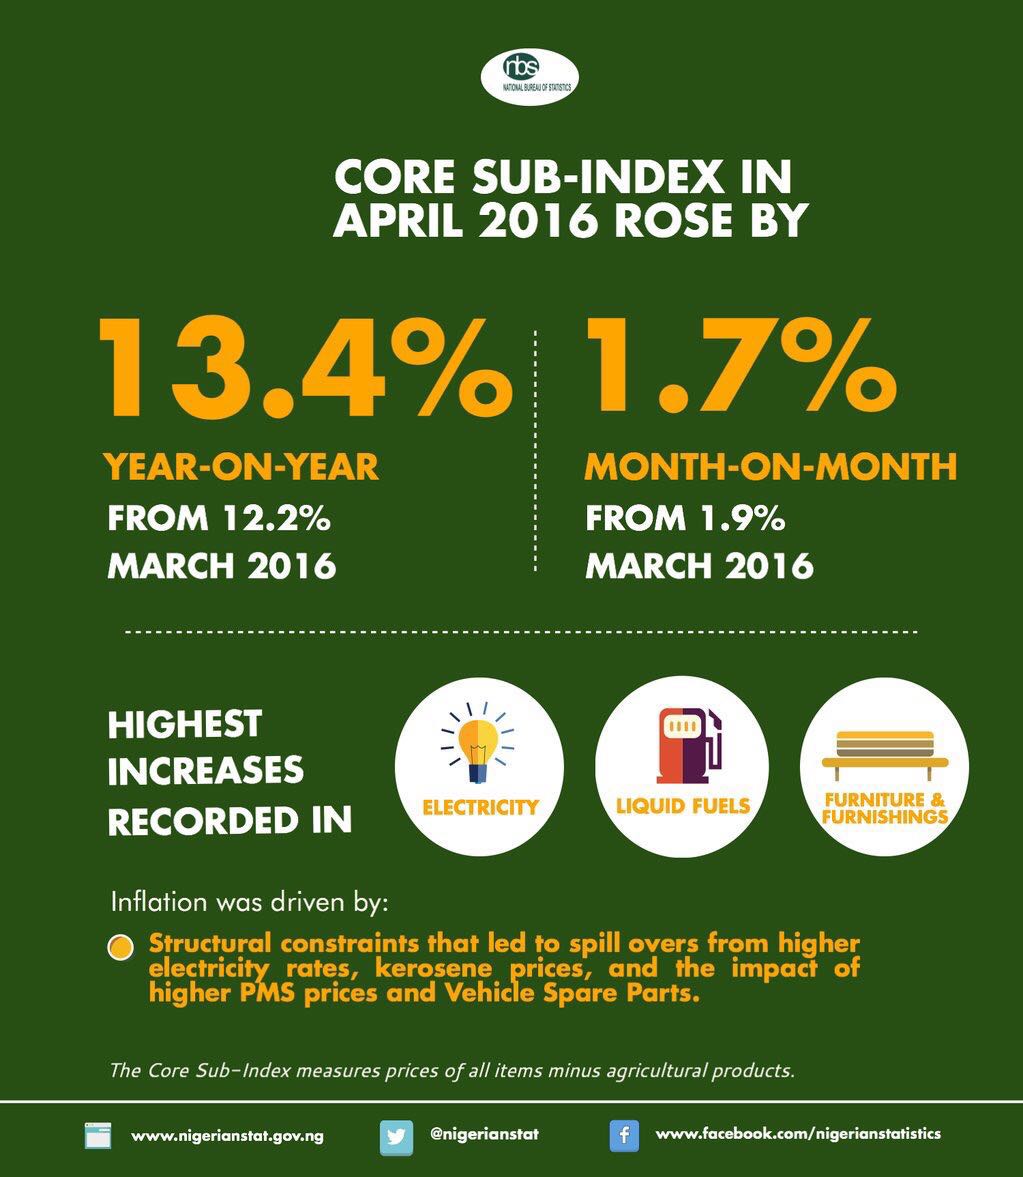 nbs
NATIONAL BUREAU OF STATISTICS
CORE SUB-INDEX IN
APRIL 2016 ROSE BY
13.4%
YEAR-ON-YEAR
FROM 12.2%
MARCH 2016
1.7%
MONTH-ON-MONTH
FROM 1.9%
MARCH 2016
HIGHEST
INCREASES
RECORDED IN
ELECTRICITY
LIQUID FUELS
FURNITURE &
FURNISHINGS
Inflation was driven by:
Structural constraints that led to spill overs from higher
electricity rates, kerosene prices, and the impact of
higher PMS prices and Vehicle Spare Parts.
The Core Sub-Index measures prices of all items minus agricultural products.
www.nigerianstat.gov.ng
@nigerianstat
f
www.facebook.com/nigerianstatistics